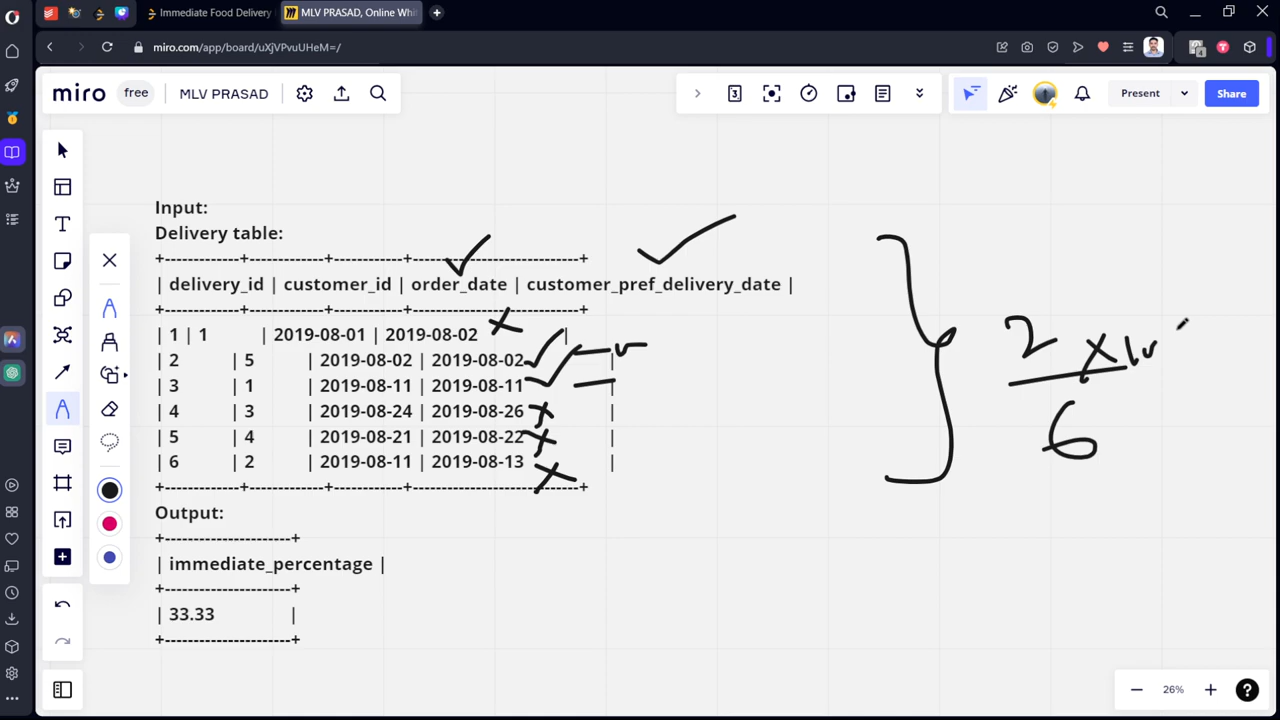 Immediate Food Delivery
MLV PRASAD, Online Whi
miro.com/app/board/uXjVPvuUHeM=/
miro free MLV PRASAD
Present
Share
Input:
Delivery table:
+------------+-------------+------------+-----------------------------+
| delivery_id | customer_id | order_date | customer_pref_delivery_date |
+------------+-------------+------------+-----------------------------+
| 1 | 1 | 2019-08-01 | 2019-08-02 |
| 2 | 5 | 2019-08-02 | 2019-08-02 |
| 3 | 1 | 2019-08-11 | 2019-08-11 |
| 4 | 3 | 2019-08-24 | 2019-08-26 |
| 5 | 4 | 2019-08-21 | 2019-08-22 |
| 6 | 2 | 2019-08-11 | 2019-08-13 |
+------------+-------------+------------+-----------------------------+
Output:
+----------------------+
| immediate_percentage |
+----------------------+
| 33.33 |
+----------------------+
2 x
6
26%